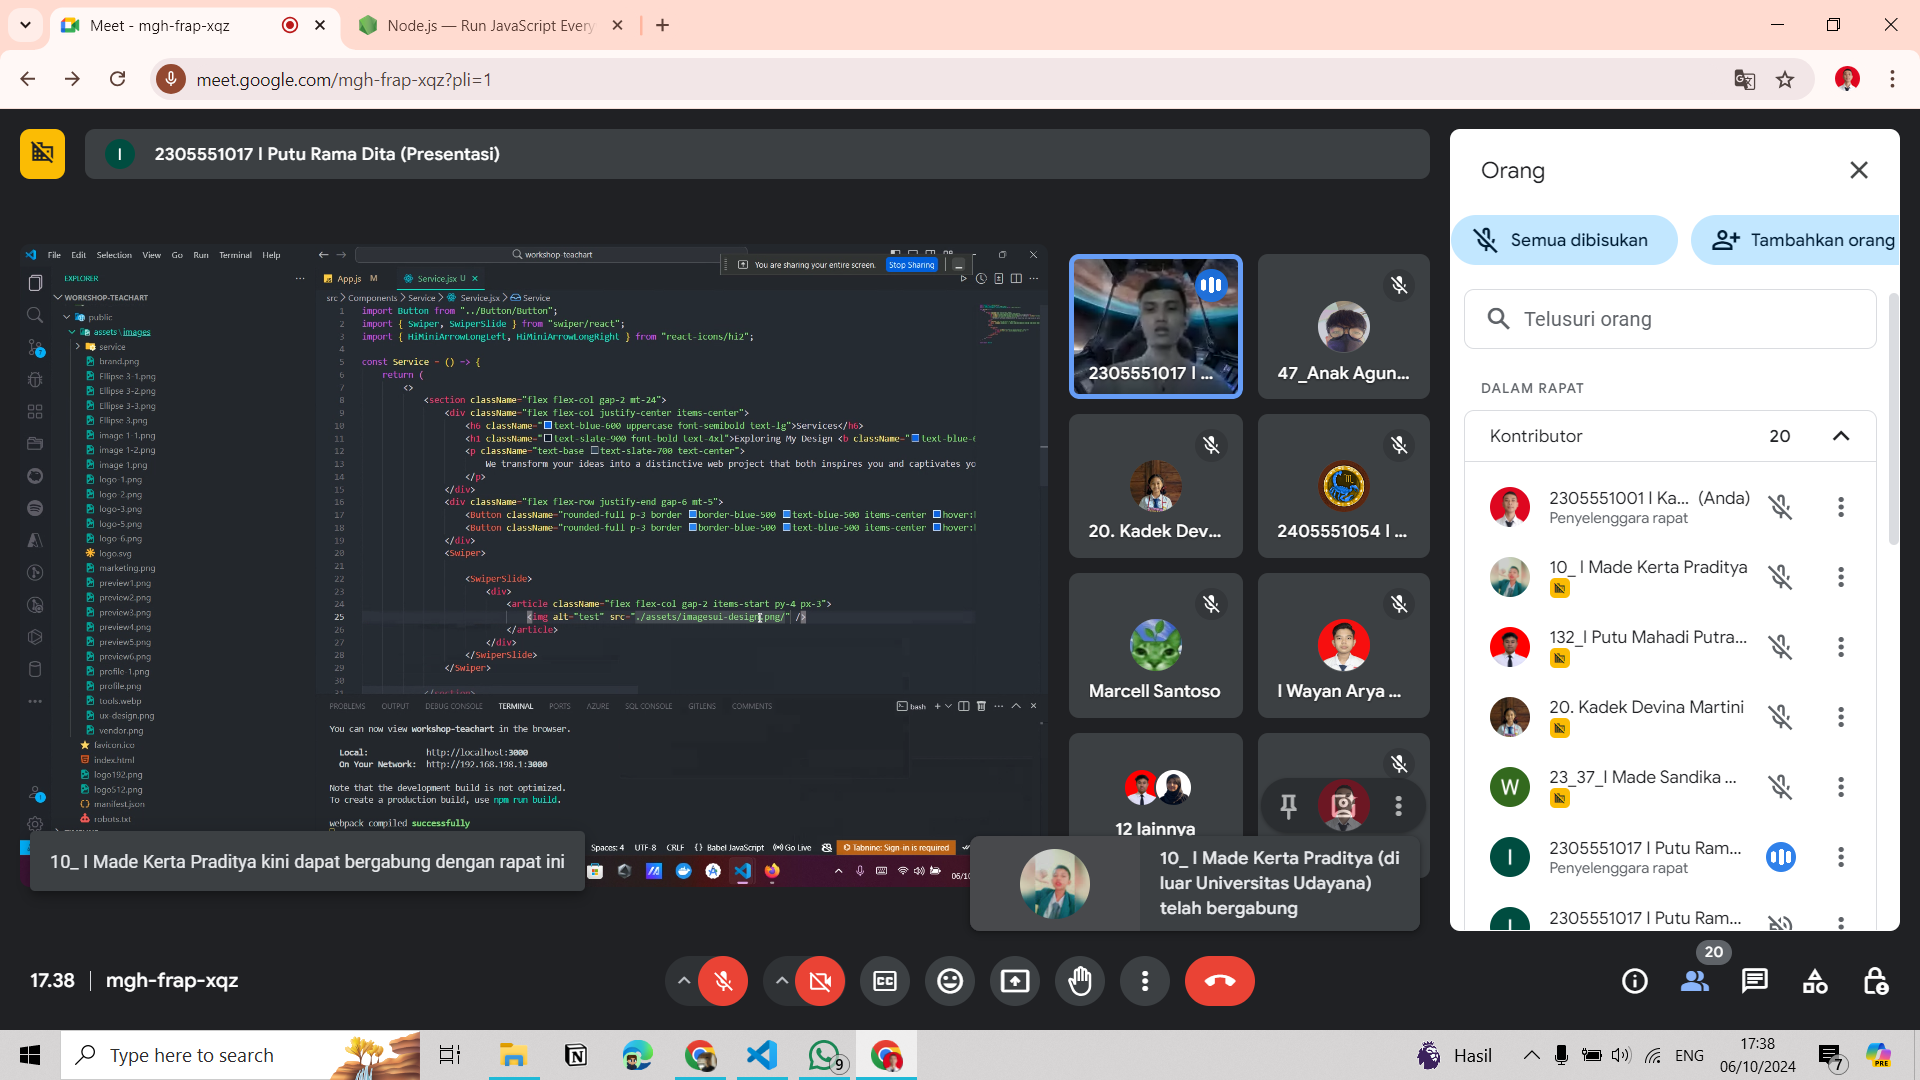 Meet - mgh-frap-xqz
Node.js — Run JavaScript Every
meet.google.com/mgh-frap-xqz?pli=1
I
2305551017 I Putu Rama Dita (Presentasi)
File Edit Selection View Go Run Terminal Help
workshop-teachart
You are sharing your entire screen.
Stop Sharing
EXPLORER
App.js M
Service.jsx U
WORKSHOP-TEACHART
src > Components > Service > Service.jsx > Service
public
assets \ images
service
brand.png
Ellipse 3-1.png
Ellipse 3-2.png
Ellipse 3-3.png
Ellipse 3.png
image 1-1.png
image 1-2.png
image 1.png
logo-1.png
logo-2.png
logo-3.png
logo-5.png
logo-6.png
logo.svg
marketing.png
preview1.png
preview2.png
preview3.png
preview4.png
preview5.png
preview6.png
profile-1.png
profile.png
tools.webp
ux-design.png
vendor.png
favicon.ico
index.html
logo192.png
logo512.png
manifest.json
robots.txt
1 import Button from "../Button/Button";
2 import { Swiper, SwiperSlide } from "swiper/react";
3 import { HiMiniArrowLongLeft, HiMiniArrowLongRight } from "react-icons/hi2";
4
5 const Service = () => {
6 return (
7 <>
8 <section className="flex flex-col gap-2 mt-24">
9 <div className="flex flex-col justify-center items-center">
10 <h6 className="text-blue-600 uppercase font-semibold text-lg">Services</h6>
11 <h1 className="text-slate-900 font-bold text-4xl">Exploring My Design <b className="text-blue-6
12 <p className="text-base text-slate-700 text-center">
13 We transform your ideas into a distinctive web project that both inspires you and captivates yo
14 </p>
15 </div>
16 <div className="flex flex-row justify-end gap-6 mt-5">
17 <Button className="rounded-full p-3 border border-blue-500 text-blue-500 items-center hover:
18 <Button className="rounded-full p-3 border border-blue-500 text-blue-500 items-center hover:
19 </div>
20 <Swiper>
21
22 <SwiperSlide>
23 <div>
24 <article className="flex flex-col gap-2 items-start py-4 px-3">
25 <img alt="test" src="./assets/imagesui-design.png/" />
26 </article>
27 </div>
28 </SwiperSlide>
29 </Swiper>
30
31 </section>
PROBLEMS OUTPUT DEBUG CONSOLE TERMINAL PORTS AZURE SQL CONSOLE GITLENS COMMENTS
bash
You can now view workshop-teachart in the browser.
Local: http://localhost:3000
On Your Network: http://192.168.198.1:3000
Note that the development build is not optimized.
To create a production build, use npm run build.
webpack compiled successfully
Spaces: 4 UTF-8 CRLF {} Babel JavaScript Go Live Tabnine: Sign-in is required
06/10
10_ I Made Kerta Praditya kini dapat bergabung dengan rapat ini
2305551017 I ...
47_Anak Agun...
20. Kadek Dev...
2405551054 I ...
Marcell Santoso
I Wayan Arya ...
12 lainnya
10_ I Made Kerta Praditya (di
luar Universitas Udayana)
telah bergabung
Orang
Semua dibisukan
Tambahkan orang
Telusuri orang
DALAM RAPAT
Kontributor 20
2305551001 I Ka... (Anda)
Penyelenggara rapat
10_ I Made Kerta Praditya
132_I Putu Mahadi Putra...
20. Kadek Devina Martini
W
23_37_I Made Sandika ...
I
2305551017 I Putu Ram...
Penyelenggara rapat
2305551017 I Putu Ram...
17.38
mgh-frap-xqz
20
Type here to search
9
Hasil
ENG
17:38
06/10/2024
7
PRE